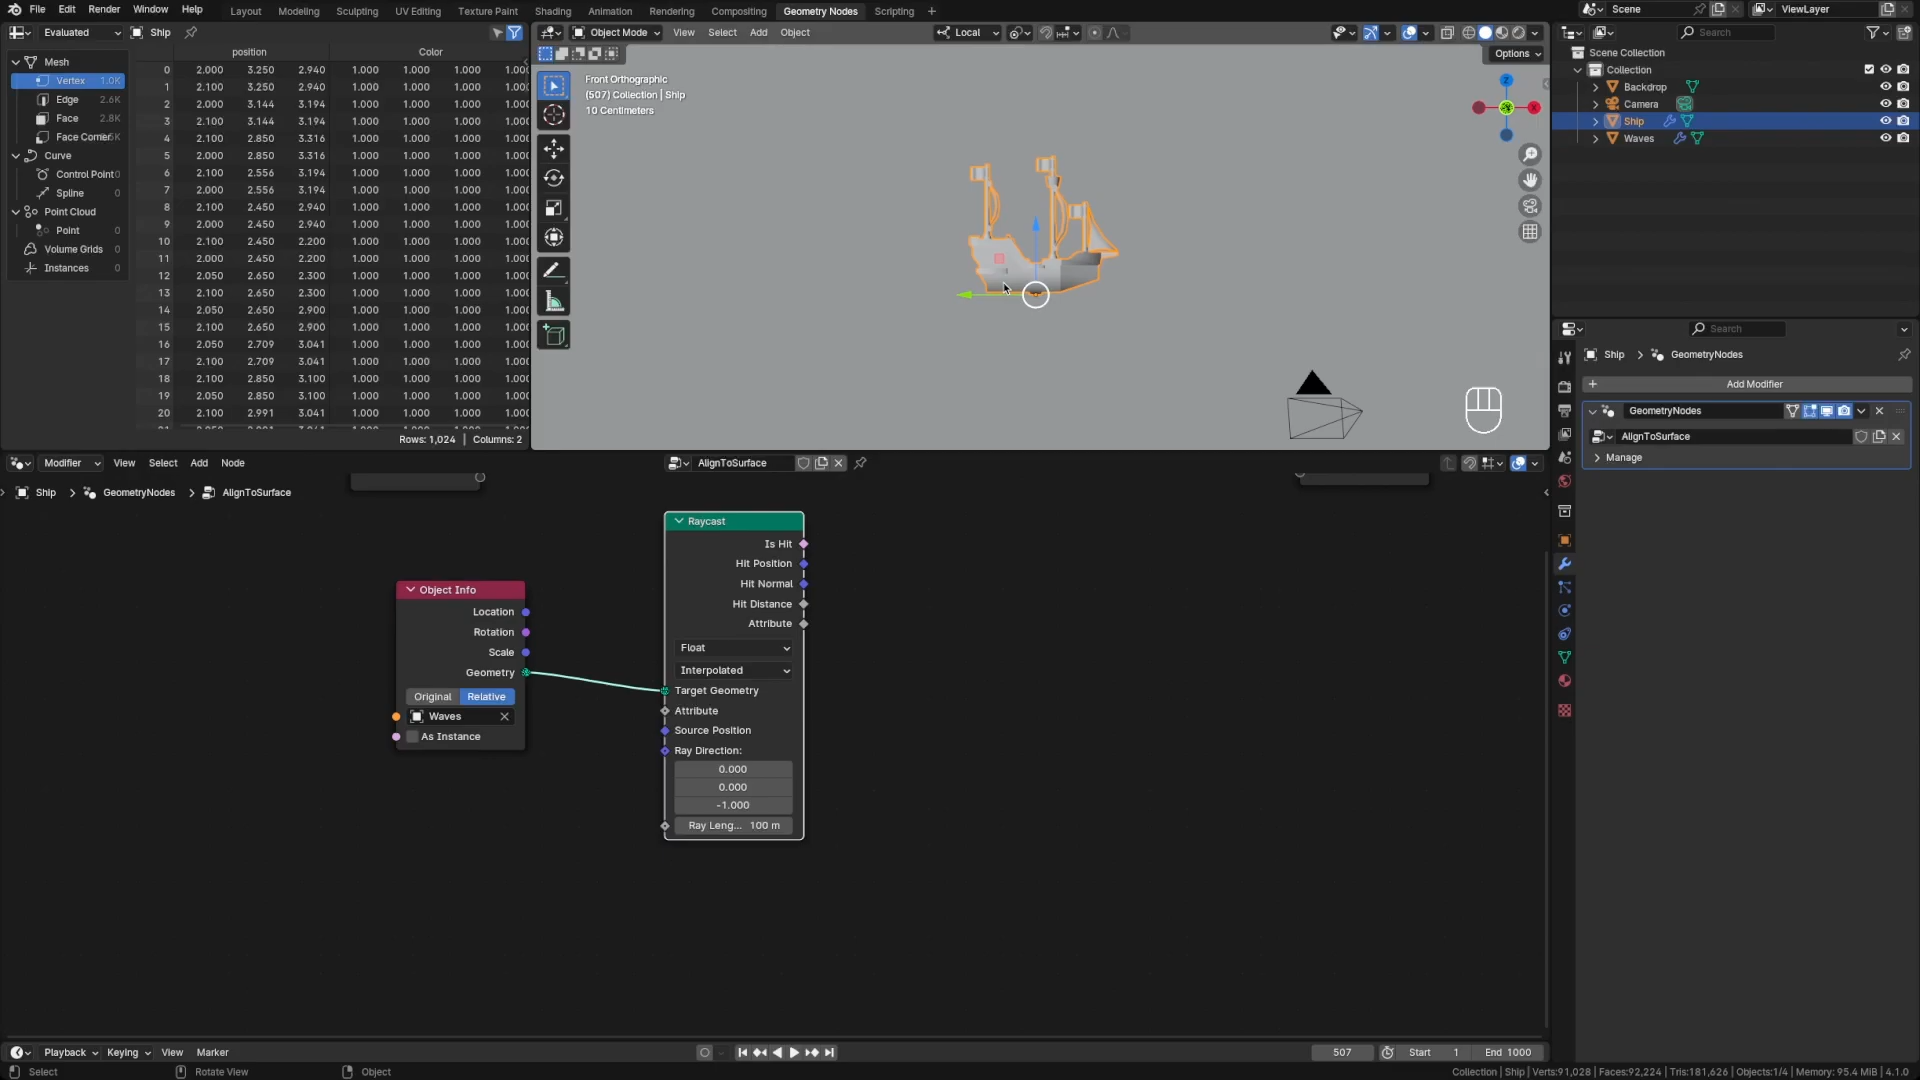 File Edit Render Window Help Layout Modeling Sculpting UV Editing Texture Paint Shading Animation Rendering Compositing Geometry Nodes Scripting + Scene ViewLayer
Evaluated Ship
Object Mode View Select Add Object Local
Search
position Color
Options
Scene Collection
Collection
Backdrop
Camera
Ship
Waves
Mesh
Vertex 1.0K
Edge 2.6K
Face 2.8K
Curve
Control Point 0
Spline 0
Point Cloud
Point 0
Volume Grids 0
Instances 0
0 2.000 3.250 2.940 1.000 1.000 1.000
1 2.100 3.250 2.940 1.000 1.000 1.000
2 2.000 3.144 3.194 1.000 1.000 1.000
3 2.100 3.144 3.194 1.000 1.000 1.000
4 2.100 2.850 3.316 1.000 1.000 1.000
5 2.000 2.850 3.316 1.000 1.000 1.000
6 2.100 2.556 3.194 1.000 1.000 1.000
7 2.000 2.556 3.194 1.000 1.000 1.000
8 2.100 2.450 2.940 1.000 1.000 1.000
9 2.000 2.450 2.940 1.000 1.000 1.000
10 2.100 2.450 2.200 1.000 1.000 1.000
11 2.000 2.450 2.200 1.000 1.000 1.000
12 2.050 2.650 2.300 1.000 1.000 1.000
13 2.100 2.650 2.300 1.000 1.000 1.000
14 2.050 2.650 2.900 1.000 1.000 1.000
15 2.100 2.650 2.900 1.000 1.000 1.000
16 2.050 2.709 3.041 1.000 1.000 1.000
17 2.100 2.709 3.041 1.000 1.000 1.000
18 2.100 2.850 3.100 1.000 1.000 1.000
19 2.050 2.850 3.100 1.000 1.000 1.000
20 2.100 2.991 3.041 1.000 1.000 1.000
Rows: 1,024 | Columns: 2
Front Orthographic
(507) Collection | Ship
10 Centimeters
Z
X
Search
Ship > GeometryNodes
Add Modifier
GeometryNodes
AlignToSurface
Manage
Modifier View Select Add Node AlignToSurface
Ship > GeometryNodes > AlignToSurface
Object Info
Location
Rotation
Scale
Geometry
Original Relative
Waves
As Instance
Raycast
Is Hit
Hit Position
Hit Normal
Hit Distance
Attribute
Float
Interpolated
Target Geometry
Attribute
Source Position
Ray Direction:
0.000
0.000
-1.000
Ray Leng... 100 m
Playback Keying View Marker 507 Start 1 End 1000
Select Rotate View Object Collection | Ship | Verts:91,028 | Faces:92,224 | Tris:181,626 | Objects:1/4 | Memory: 95.4 MiB | 4.1.0